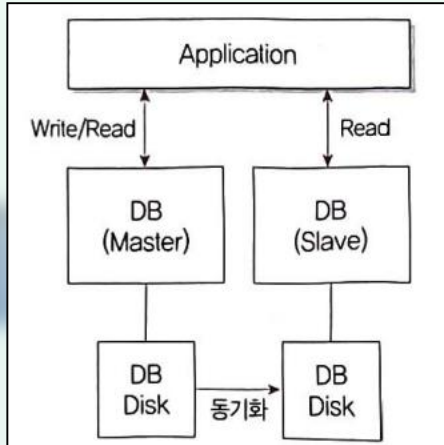 Application
Write/Read
Read
DB
(Master)
DB
(Slave)
DB
Disk
동기화
DB
Disk